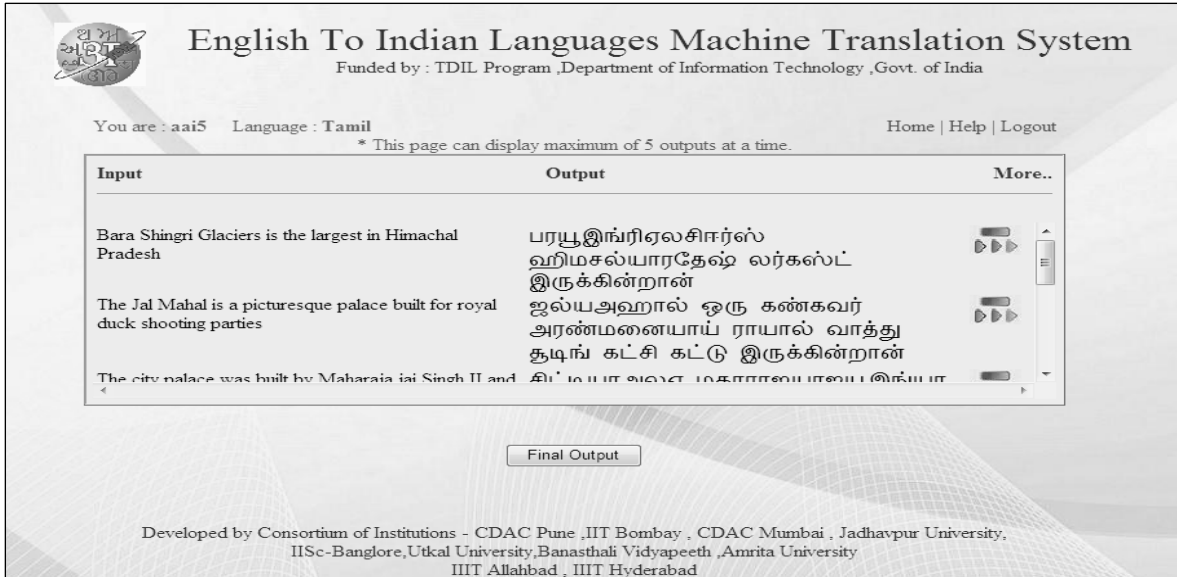 English To Indian Languages Machine Translation System
Funded by : TDIL Program ,Department of Information Technology ,Govt. of India
You are : aai5 Language : Tamil
Home | Help | Logout
* This page can display maximum of 5 outputs at a time.
Input Output More..
Bara Shingri Glaciers is the largest in Himachal
Pradesh
பரயூஇங்ரிஏலசிஈர்ஸ்
ஹிமசல்யாரதேஷ் லர்கஸ்ட்
இருக்கின்றான்
The Jal Mahal is a picturesque palace built for royal
duck shooting parties
ஜல்யஅஹால் ஒரு கண்கவர்
அரண்மனையாய் ராயால் வாத்து
சூடிங் கட்சி கட்டு இருக்கின்றான்
The city palace was built by Maharaja jai Singh II and
Final Output
Developed by Consortium of Institutions - CDAC Pune ,IIT Bombay , CDAC Mumbai , Jadhavpur University,
IISc-Banglore,Utkal University,Banasthali Vidyapeeth ,Amrita University
IIIT Allahbad , IIIT Hyderabad